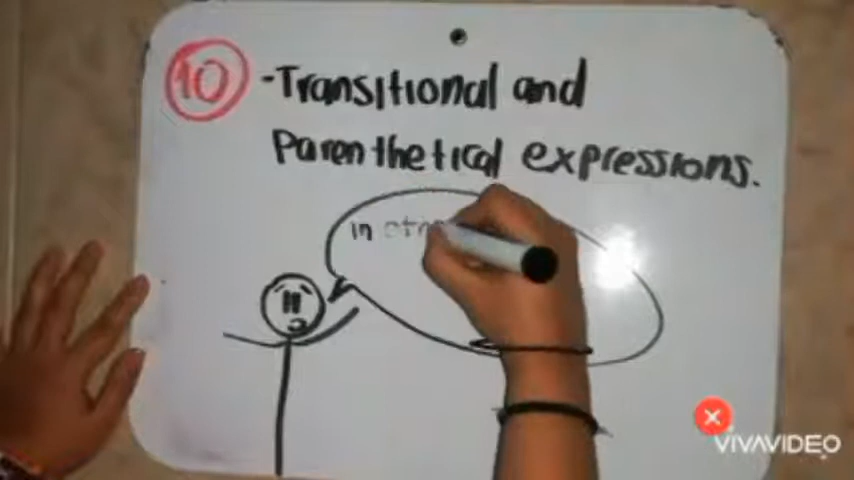 10 -Transitional and
Parenthetical expressions.
in
VIVAVIDEO